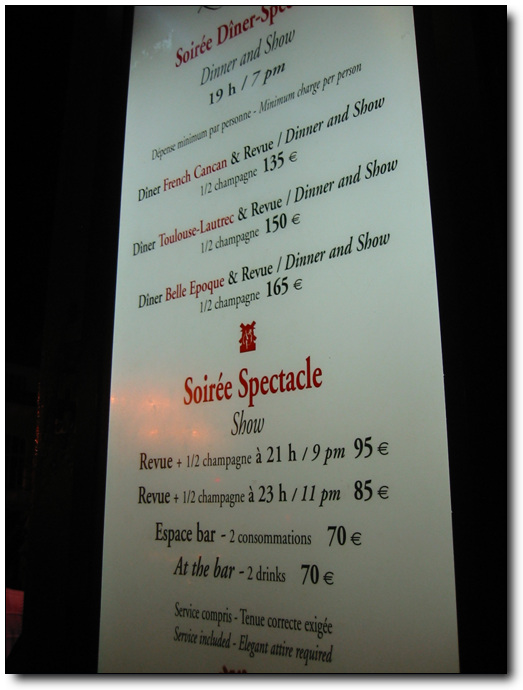 Soirée Dîner-Spec
Dinner and Show
19 h / 7 pm
Dépense minimum par personne - Minimum charge per person
Dîner French Cancan & Revue / Dinner and Show
1/2 champagne 135 €
Dîner Toulouse-Lautrec & Revue / Dinner and Show
1/2 champagne 150 €
Dîner Belle Epoque & Revue / Dinner and Show
1/2 champagne 165 €
Soirée Spectacle
Show
Revue + 1/2 champagne à 21 h / 9 pm 95 €
Revue + 1/2 champagne à 23 h / 11 pm 85 €
Espace bar - 2 consommations 70 €
At the bar - 2 drinks 70 €
Service compris - Tenue correcte exigée
Service included - Elegant attire required